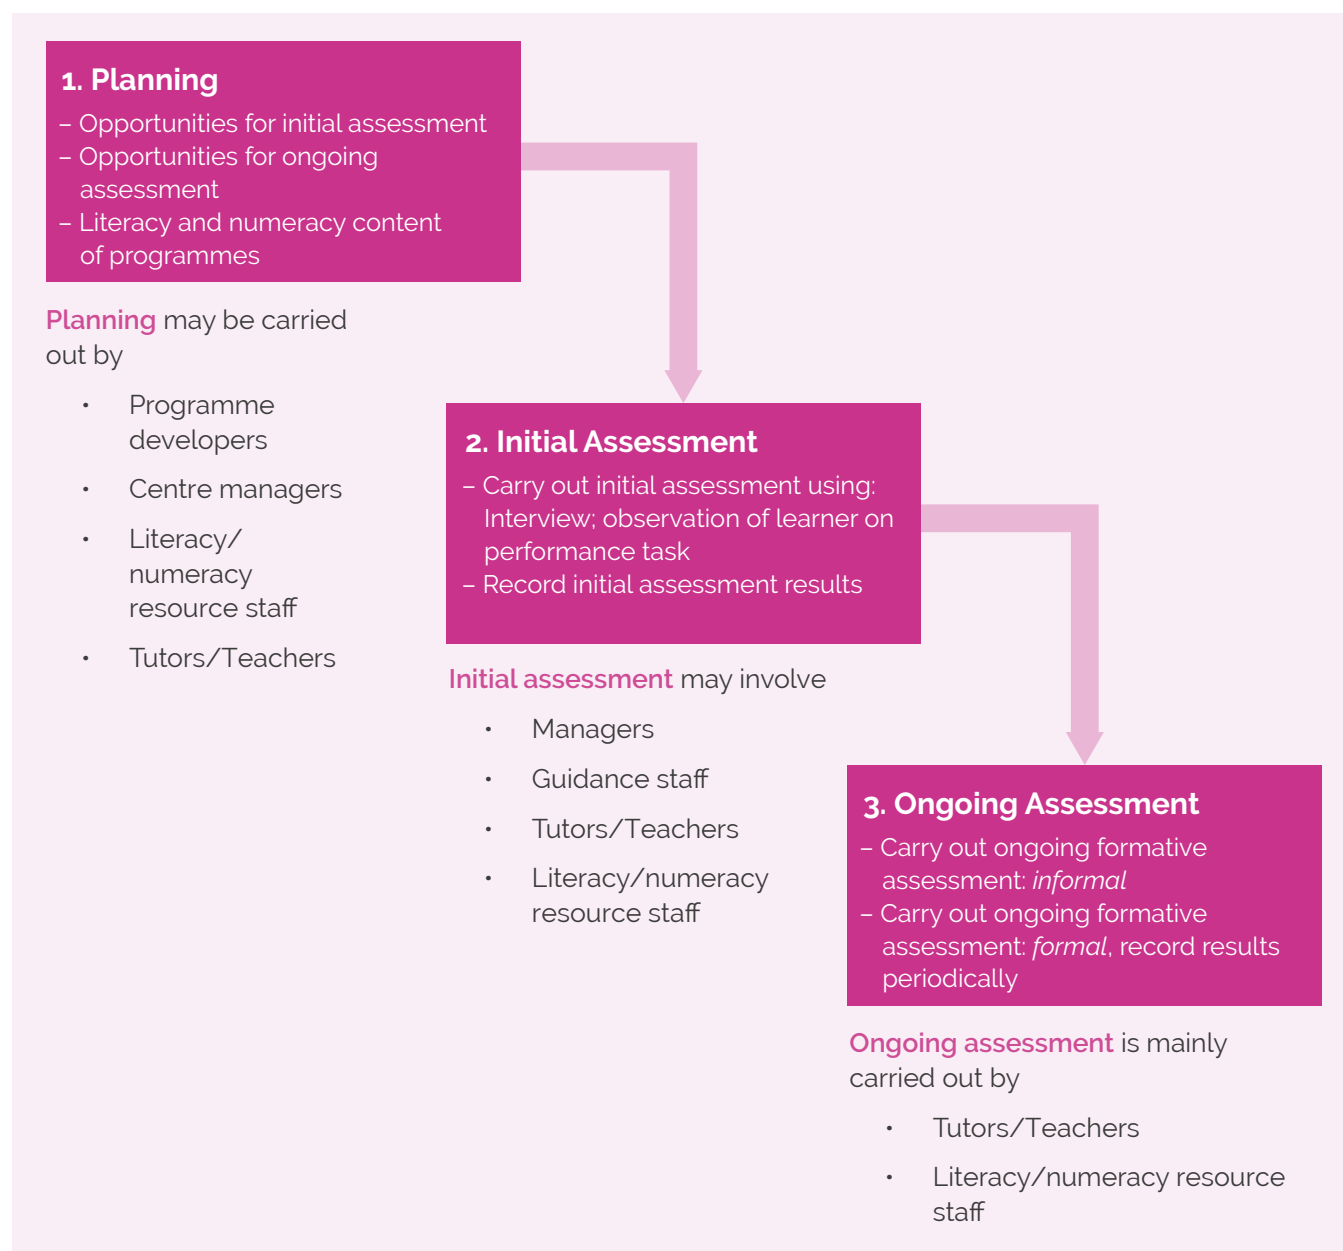 1. Planning
– Opportunities for initial assessment
– Opportunities for ongoing
assessment
– Literacy and numeracy content
of programmes
Planning may be carried
out by
• Programme
developers
• Centre managers
• Literacy/
numeracy
resource staff
• Tutors/Teachers
2. Initial Assessment
– Carry out initial assessment using:
Interview; observation of learner on
performance task
– Record initial assessment results
Initial assessment may involve
• Managers
• Guidance staff
• Tutors/Teachers
• Literacy/numeracy
resource staff
3. Ongoing Assessment
– Carry out ongoing formative
assessment: informal
– Carry out ongoing formative
assessment: formal, record results
periodically
Ongoing assessment is mainly
carried out by
• Tutors/Teachers
• Literacy/numeracy resource
staff